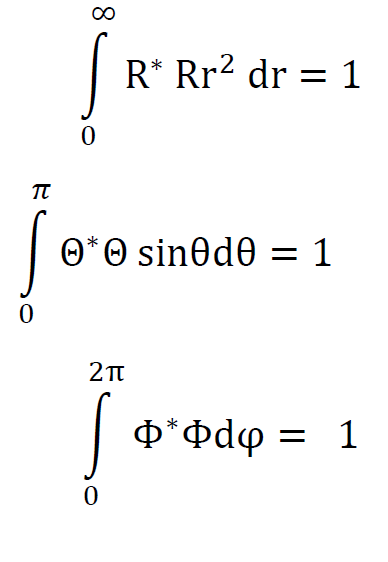 ∞
∫ R* Rr² dr = 1
0
π
∫ Θ*Θ sinθdθ = 1
0
2π
∫ Φ*Φdφ = 1
0